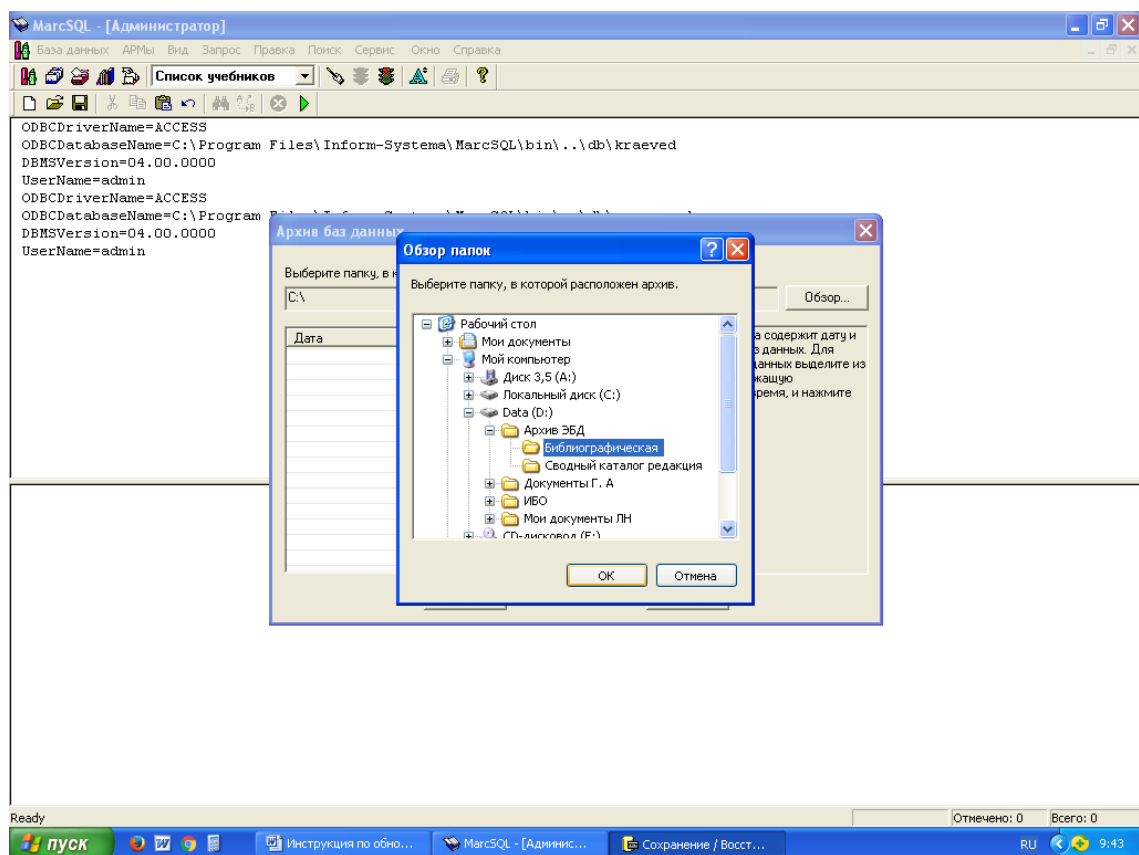 MarcSQL - [Администратор]
База данных АРМы Вид Запрос Правка Поиск Сервис Окно Справка
Список учебников
ODBCDriverName=ACCESS
ODBCDatabaseName=C:\Program Files\Inform-Systema\MarcSQL\bin\..\db\kraeved
DBMSVersion=04.00.0000
UserName=admin
ODBCDriverName=ACCESS
ODBCDatabaseName=C:\Program
DBMSVersion=04.00.0000
UserName=admin
Архив баз данных
Выберите папку, в к
C:\
Обзор...
Дата
а содержит дату и
з данных. Для
данных выделите из
жащую
время, и нажмите
Обзор папок
Выберите папку, в которой расположен архив.
Рабочий стол
Мои документы
Мой компьютер
Диск 3,5 (A:)
Локальный диск (C:)
Data (D:)
Архив ЭБД
Библиографическая
Сводный каталог редакция
Документы Г. А
ИБО
Мои документы ЛН
CD-дисковод (E:)
ОК Отмена
Ready Отмечено: 0 Всего: 0
пуск Инструкция по обно... MarcSQL - [Админис... Сохранение / Восст... RU 9:43